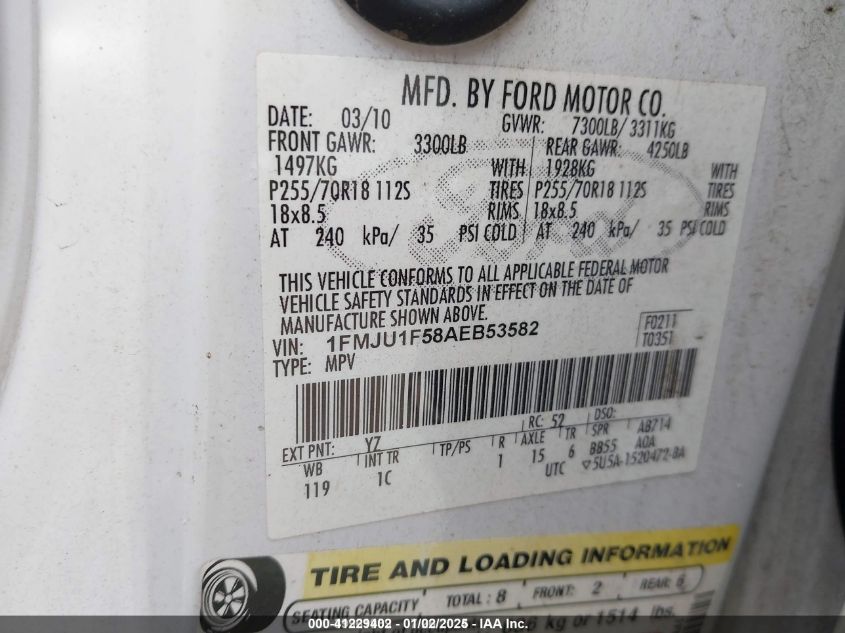 MFD. BY FORD MOTOR CO.
DATE: 03/10 GVWR: 7300LB/ 3311KG
FRONT GAWR: 3300LB REAR GAWR: 4250LB
1497KG WITH 1928KG WITH
P255/70R18 112S TIRES P255/70R18 112S TIRES
18x8.5 RIMS 18x8.5 RIMS
AT 240 kPa/ 35 PSI COLD AT 240 kPa/ 35 PSI COLD
THIS VEHICLE CONFORMS TO ALL APPLICABLE FEDERAL MOTOR
VEHICLE SAFETY STANDARDS IN EFFECT ON THE DATE OF
MANUFACTURE SHOWN ABOVE.
VIN: 1FMJU1F58AEB53582 F0211
TYPE: MPV T0351
EXT PNT: YZ RC: 52 DSO:
WB INT TR TP/PS R AXLE TR SPR AB714
119 1C 1 15 6 BB55 AOA
UTC ▽5U5A-1520472-BA
TIRE AND LOADING INFORMATION
SEATING CAPACITY TOTAL: 8 FRONT: 2 REAR: 6
kg or 1514 lbs.
000-41229402 - 01/02/2025 - IAA Inc.